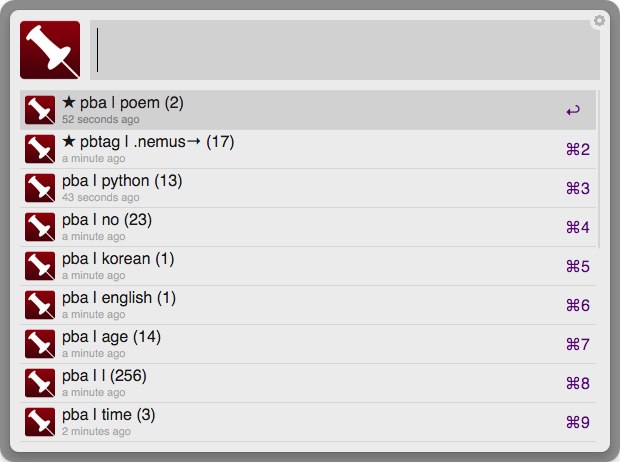 ★ pba l poem (2)
52 seconds ago
↩
★ pbtag l .nemus→ (17)
a minute ago
⌘2
pba l python (13)
43 seconds ago
⌘3
pba l no (23)
a minute ago
⌘4
pba l korean (1)
a minute ago
⌘5
pba l english (1)
a minute ago
⌘6
pba l age (14)
a minute ago
⌘7
pba l l (256)
a minute ago
⌘8
pba l time (3)
2 minutes ago
⌘9